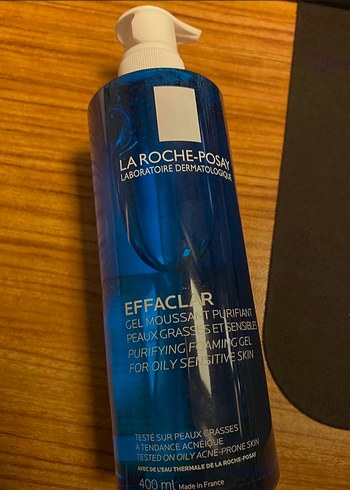 LA ROCHE-POSAY
LABORATOIRE DERMATOLOGIQUE
EFFACLAR
GEL MOUSSANT PURIFIANT
PEAUX GRASSES ET SENSIBLES
PURIFYING FOAMING GEL
FOR OILY SENSITIVE SKIN
TESTÉ SUR PEAUX GRASSES
À TENDANCE ACNÉIQUE
TESTED ON OILY ACNE-PRONE SKIN
AVEC DE L'EAU THERMALE DE LA ROCHE-POSAY
400 ml Made in France